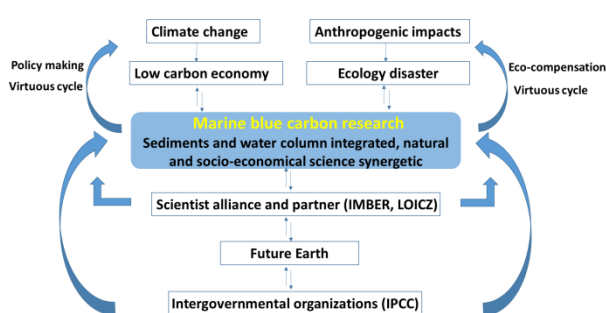 Climate change
Anthropogenic impacts
Policy making
Virtuous cycle
Low carbon economy
Ecology disaster
Eco-compensation
Virtuous cycle
Marine blue carbon research
Sediments and water column integrated, natural
and socio-economical science synergetic
Scientist alliance and partner (IMBER, LOICZ)
Future Earth
Intergovernmental organizations (IPCC)